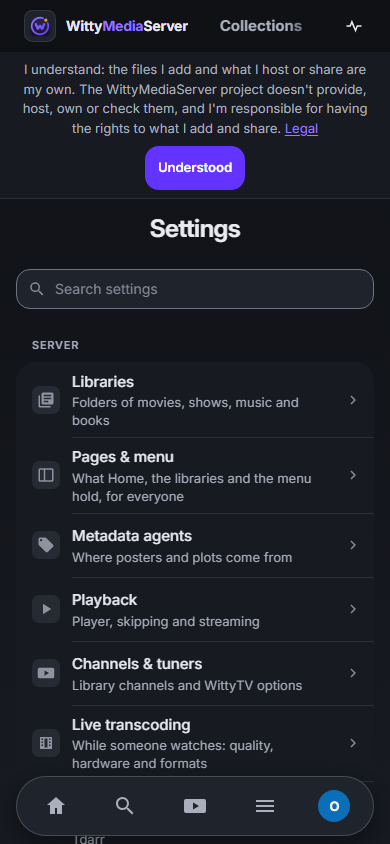 WittyMediaServer
Collections
I understand: the files I add and what I host or share are
my own. The WittyMediaServer project doesn't provide,
host, own or check them, and I'm responsible for having
the rights to what I add and share. Legal
Understood
Settings
Search settings
SERVER
Libraries
Folders of movies, shows, music and
books
Pages & menu
What Home, the libraries and the menu
hold, for everyone
Metadata agents
Where posters and plots come from
Playback
Player, skipping and streaming
Channels & tuners
Library channels and WittyTV options
Live transcoding
While someone watches: quality,
hardware and formats
O
Tdarr